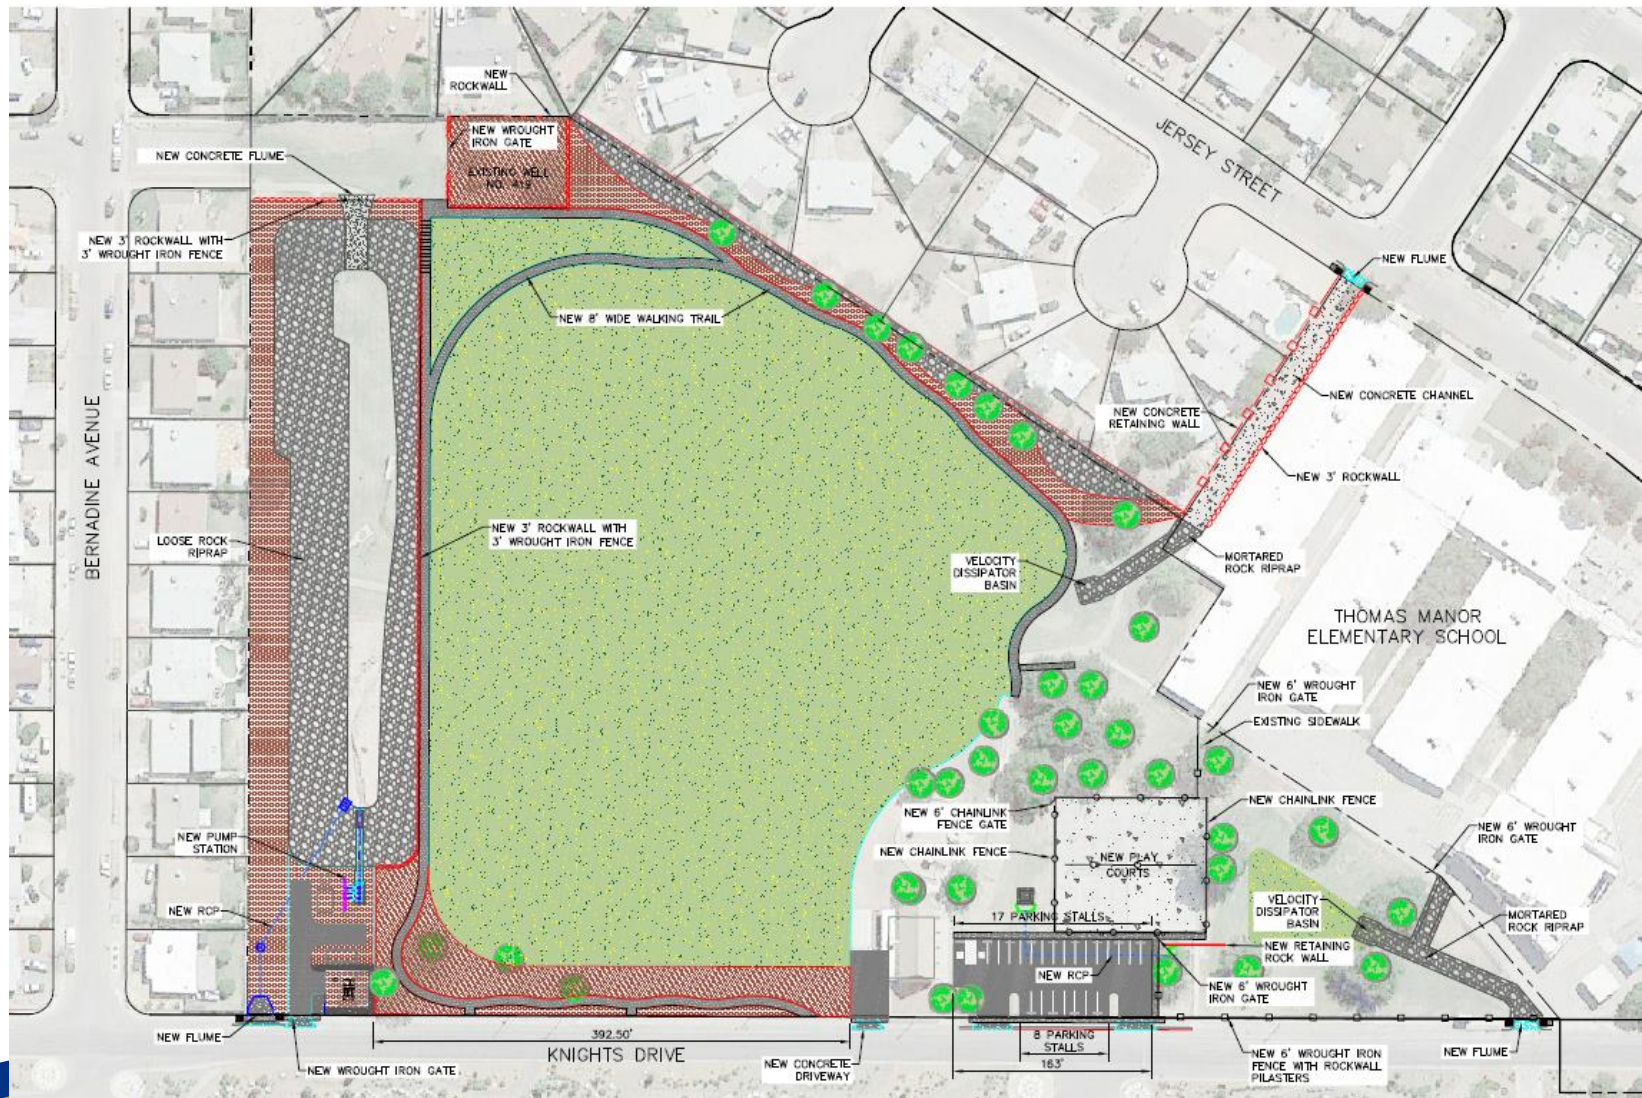 NEW
ROCKWALL
NEW WROUGHT
IRON GATE
NEW CONCRETE FLUME
EXISTING WELL
NO. 419
JERSEY STREET
NEW 3' ROCKWALL WITH
3' WROUGHT IRON FENCE
NEW FLUME
NEW 8' WIDE WALKING TRAIL
NEW CONCRETE CHANNEL
NEW CONCRETE
RETAINING WALL
BERNADINE AVENUE
NEW 3' ROCKWALL
NEW 3' ROCKWALL WITH
3' WROUGHT IRON FENCE
LOOSE ROCK
RIPRAP
VELOCITY
DISSIPATOR
BASIN
MORTARED
ROCK RIPRAP
THOMAS MANOR
ELEMENTARY SCHOOL
NEW 6' WROUGHT
IRON GATE
EXISTING SIDEWALK
NEW 6' CHAINLINK
FENCE GATE
NEW CHAINLINK FENCE
NEW PUMP
STATION
NEW CHAINLINK FENCE
NEW PLAY
COURTS
NEW 6' WROUGHT
IRON GATE
NEW RCP
17 PARKING STALLS
VELOCITY
DISSIPATOR
BASIN
MORTARED
ROCK RIPRAP
NEW RETAINING
ROCK WALL
NEW RCP
NEW 6' WROUGHT
IRON GATE
NEW FLUME
392.50'
KNIGHTS DRIVE
NEW WROUGHT IRON GATE
NEW CONCRETE
DRIVEWAY
8 PARKING
STALLS
163'
NEW 6' WROUGHT IRON
FENCE WITH ROCKWALL
PILASTERS
NEW FLUME